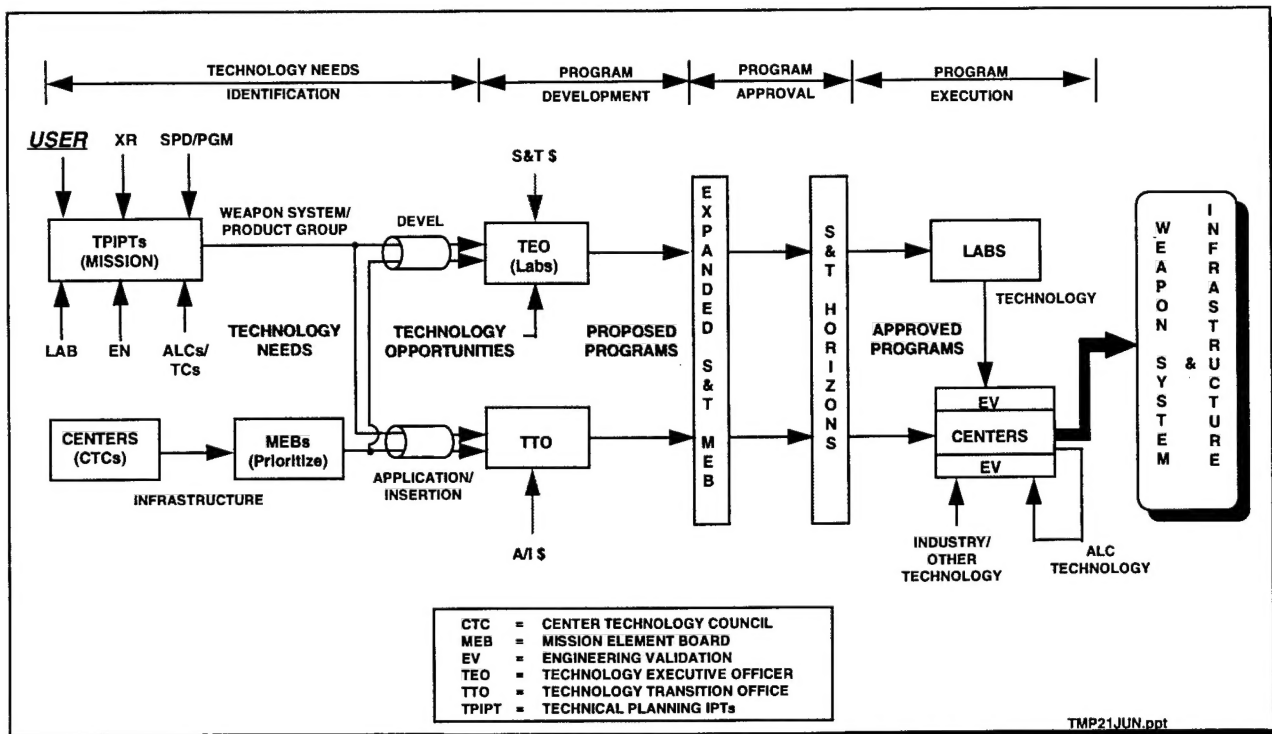 TECHNOLOGY NEEDS
IDENTIFICATION
PROGRAM
DEVELOPMENT
PROGRAM
APPROVAL
PROGRAM
EXECUTION
USER
XR
SPD/PGM
S&T $
WEAPON SYSTEM/
PRODUCT GROUP
DEVEL
TPIPTs
(MISSION)
TEO
(Labs)
LABS
TECHNOLOGY
LAB
EN
ALCs/
TCs
TECHNOLOGY
NEEDS
TECHNOLOGY
OPPORTUNITIES
PROPOSED
PROGRAMS
EXPANDED S&T MEB
S&T HORIZONS
APPROVED
PROGRAMS
WEAPON SYSTEM
&
INFRASTRUCTURE
CENTERS
(CTCs)
MEBs
(Prioritize)
TTO
EV
CENTERS
EV
INFRASTRUCTURE
APPLICATION/
INSERTION
A/I $
INDUSTRY/
OTHER
TECHNOLOGY
ALC
TECHNOLOGY
CTC = CENTER TECHNOLOGY COUNCIL
MEB = MISSION ELEMENT BOARD
EV = ENGINEERING VALIDATION
TEO = TECHNOLOGY EXECUTIVE OFFICER
TTO = TECHNOLOGY TRANSITION OFFICE
TPIPT = TECHNICAL PLANNING IPTs
TMP21JUN.ppt